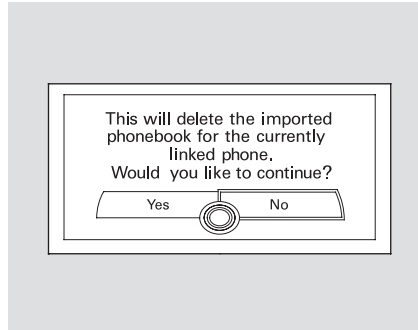 This will delete the imported
phonebook for the currently
linked phone.
Would you like to continue?
Yes
No